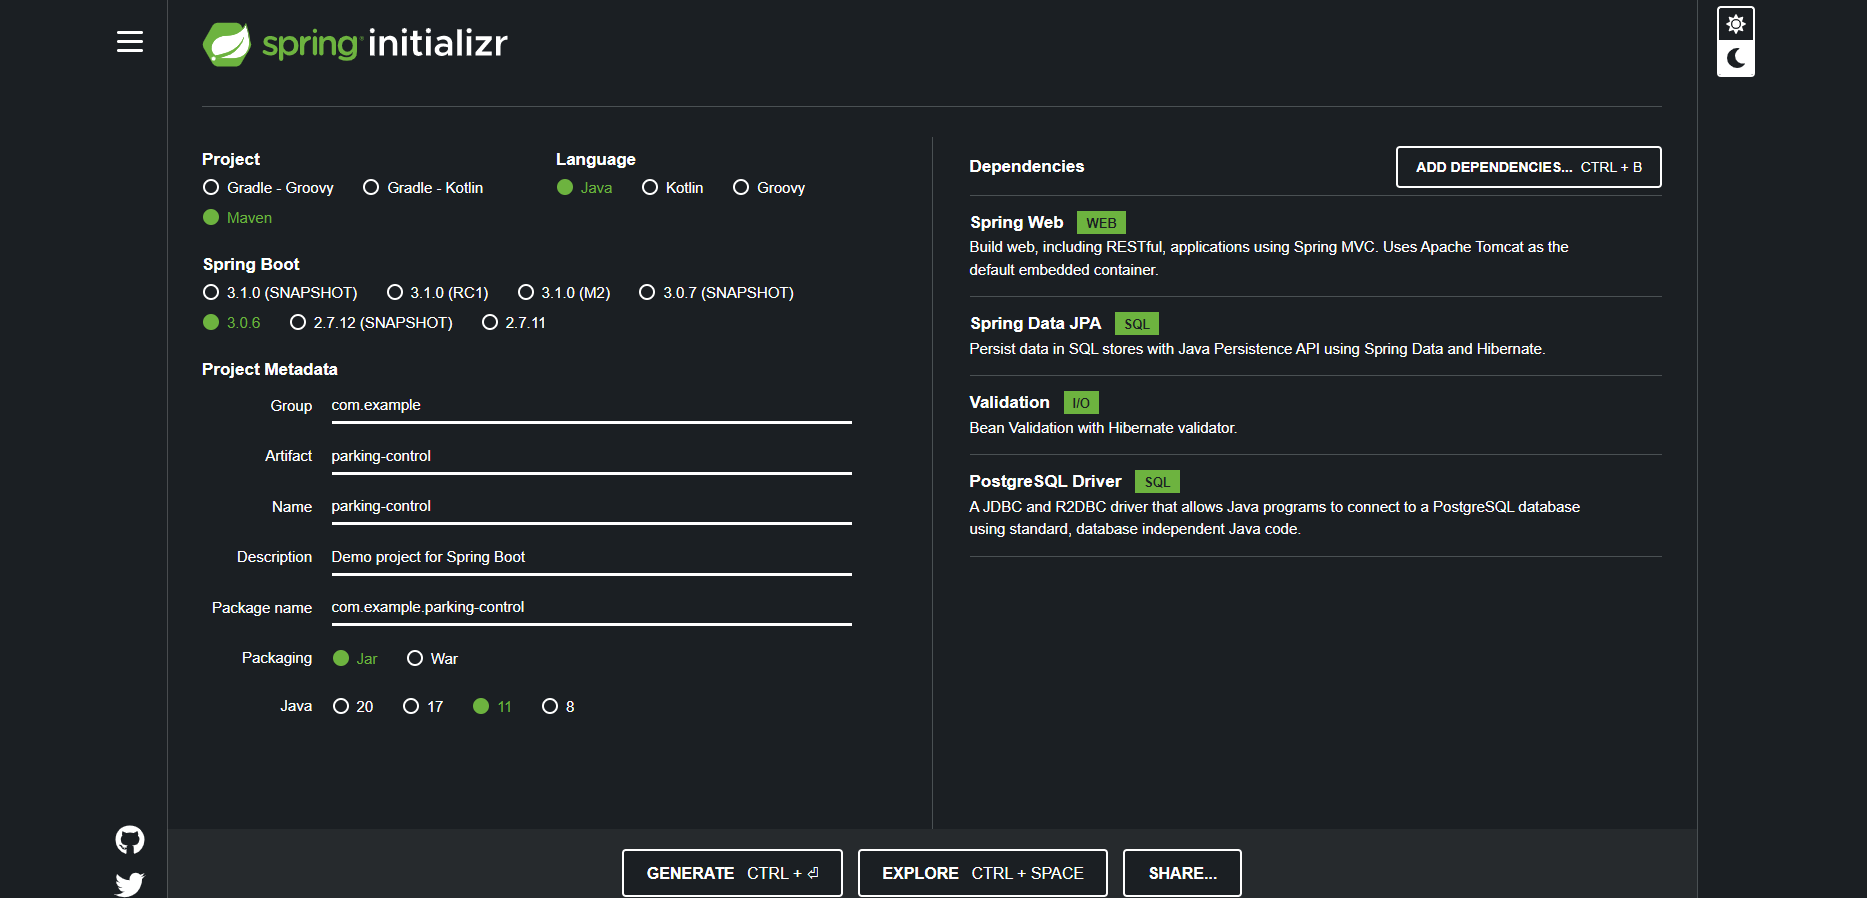 spring initializr
Project
Gradle - Groovy Gradle - Kotlin
Maven
Language
Java Kotlin Groovy
Spring Boot
3.1.0 (SNAPSHOT) 3.1.0 (RC1) 3.1.0 (M2) 3.0.7 (SNAPSHOT)
3.0.6 2.7.12 (SNAPSHOT) 2.7.11
Project Metadata
Group com.example
Artifact parking-control
Name parking-control
Description Demo project for Spring Boot
Package name com.example.parking-control
Packaging Jar War
Java 20 17 11 8
Dependencies ADD DEPENDENCIES... CTRL + B
Spring Web WEB
Build web, including RESTful, applications using Spring MVC. Uses Apache Tomcat as the
default embedded container.
Spring Data JPA SQL
Persist data in SQL stores with Java Persistence API using Spring Data and Hibernate.
Validation I/O
Bean Validation with Hibernate validator.
PostgreSQL Driver SQL
A JDBC and R2DBC driver that allows Java programs to connect to a PostgreSQL database
using standard, database independent Java code.
GENERATE CTRL + ⏎ EXPLORE CTRL + SPACE SHARE...